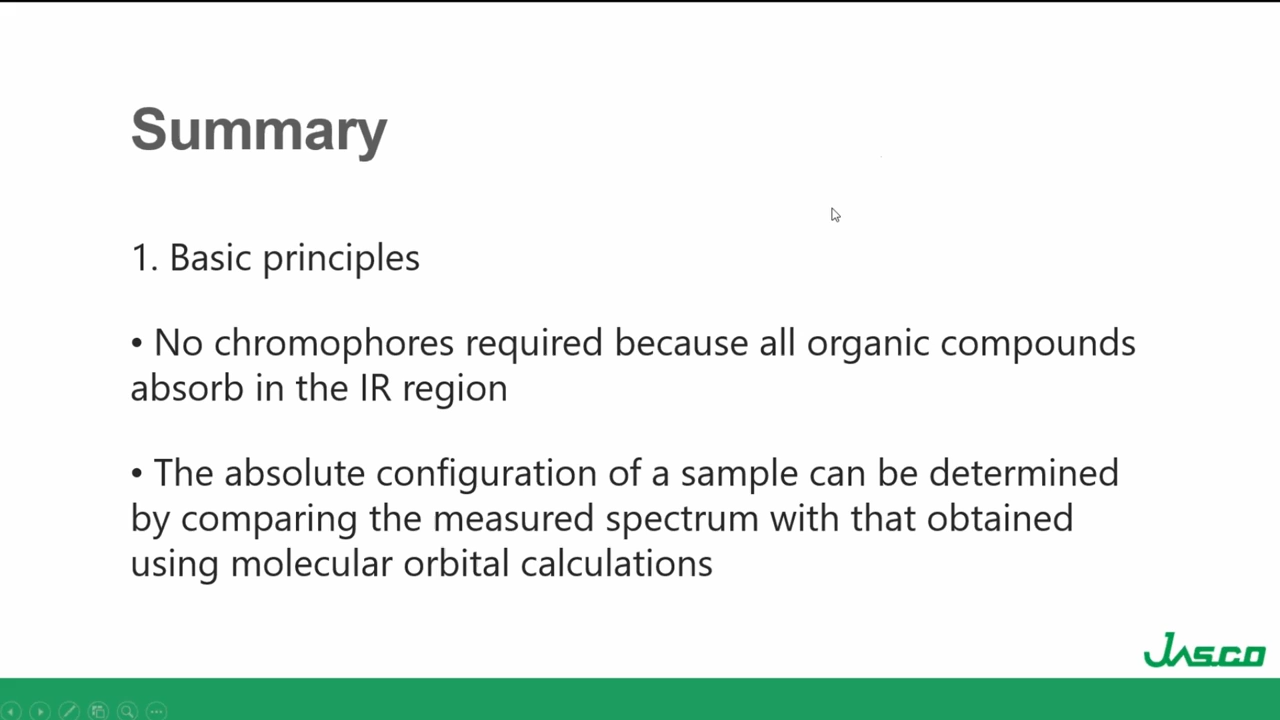 Summary
1. Basic principles
• No chromophores required because all organic compounds
absorb in the IR region
• The absolute configuration of a sample can be determined
by comparing the measured spectrum with that obtained
using molecular orbital calculations
JASCO